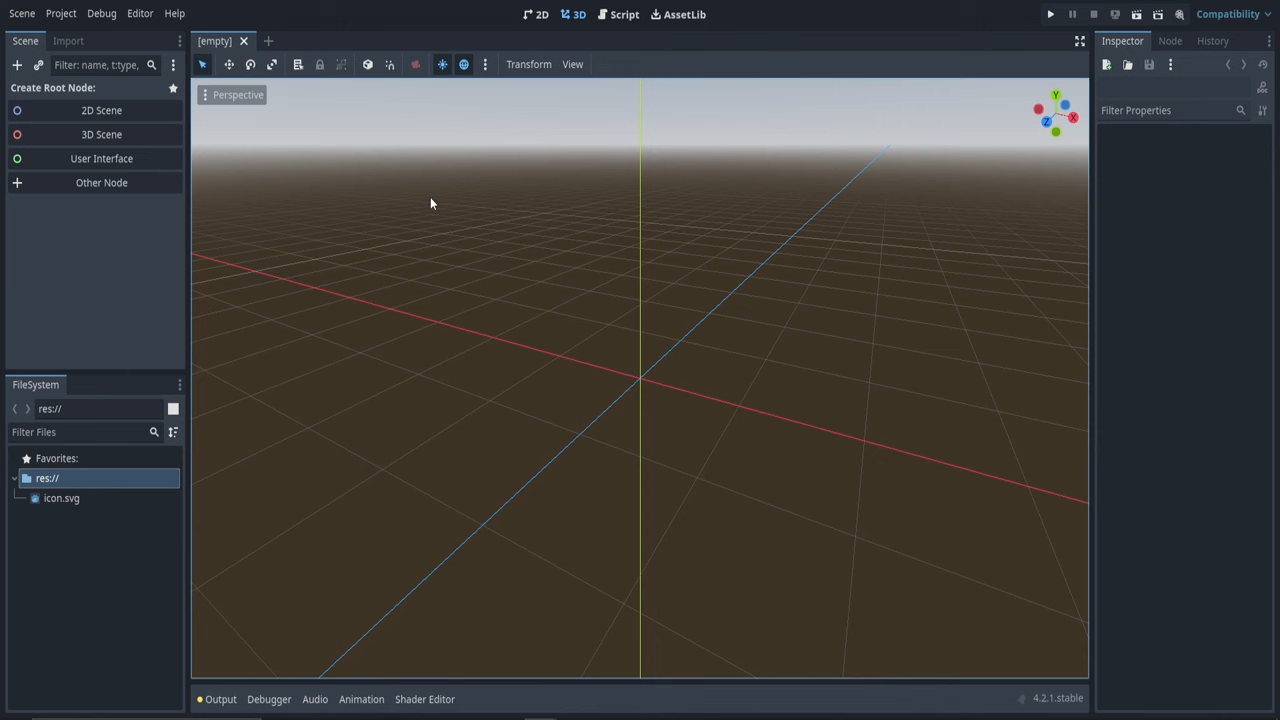 Scene Project Debug Editor Help
2D 3D Script AssetLib
Compatibility
Scene Import
Filter: name, t:type,
Create Root Node:
2D Scene
3D Scene
User Interface
Other Node
FileSystem
res://
Filter Files
Favorites:
res://
icon.svg
[empty]
Transform View
Perspective
Y
X
Z
Output Debugger Audio Animation Shader Editor
4.2.1.stable
Inspector Node History
Filter Properties